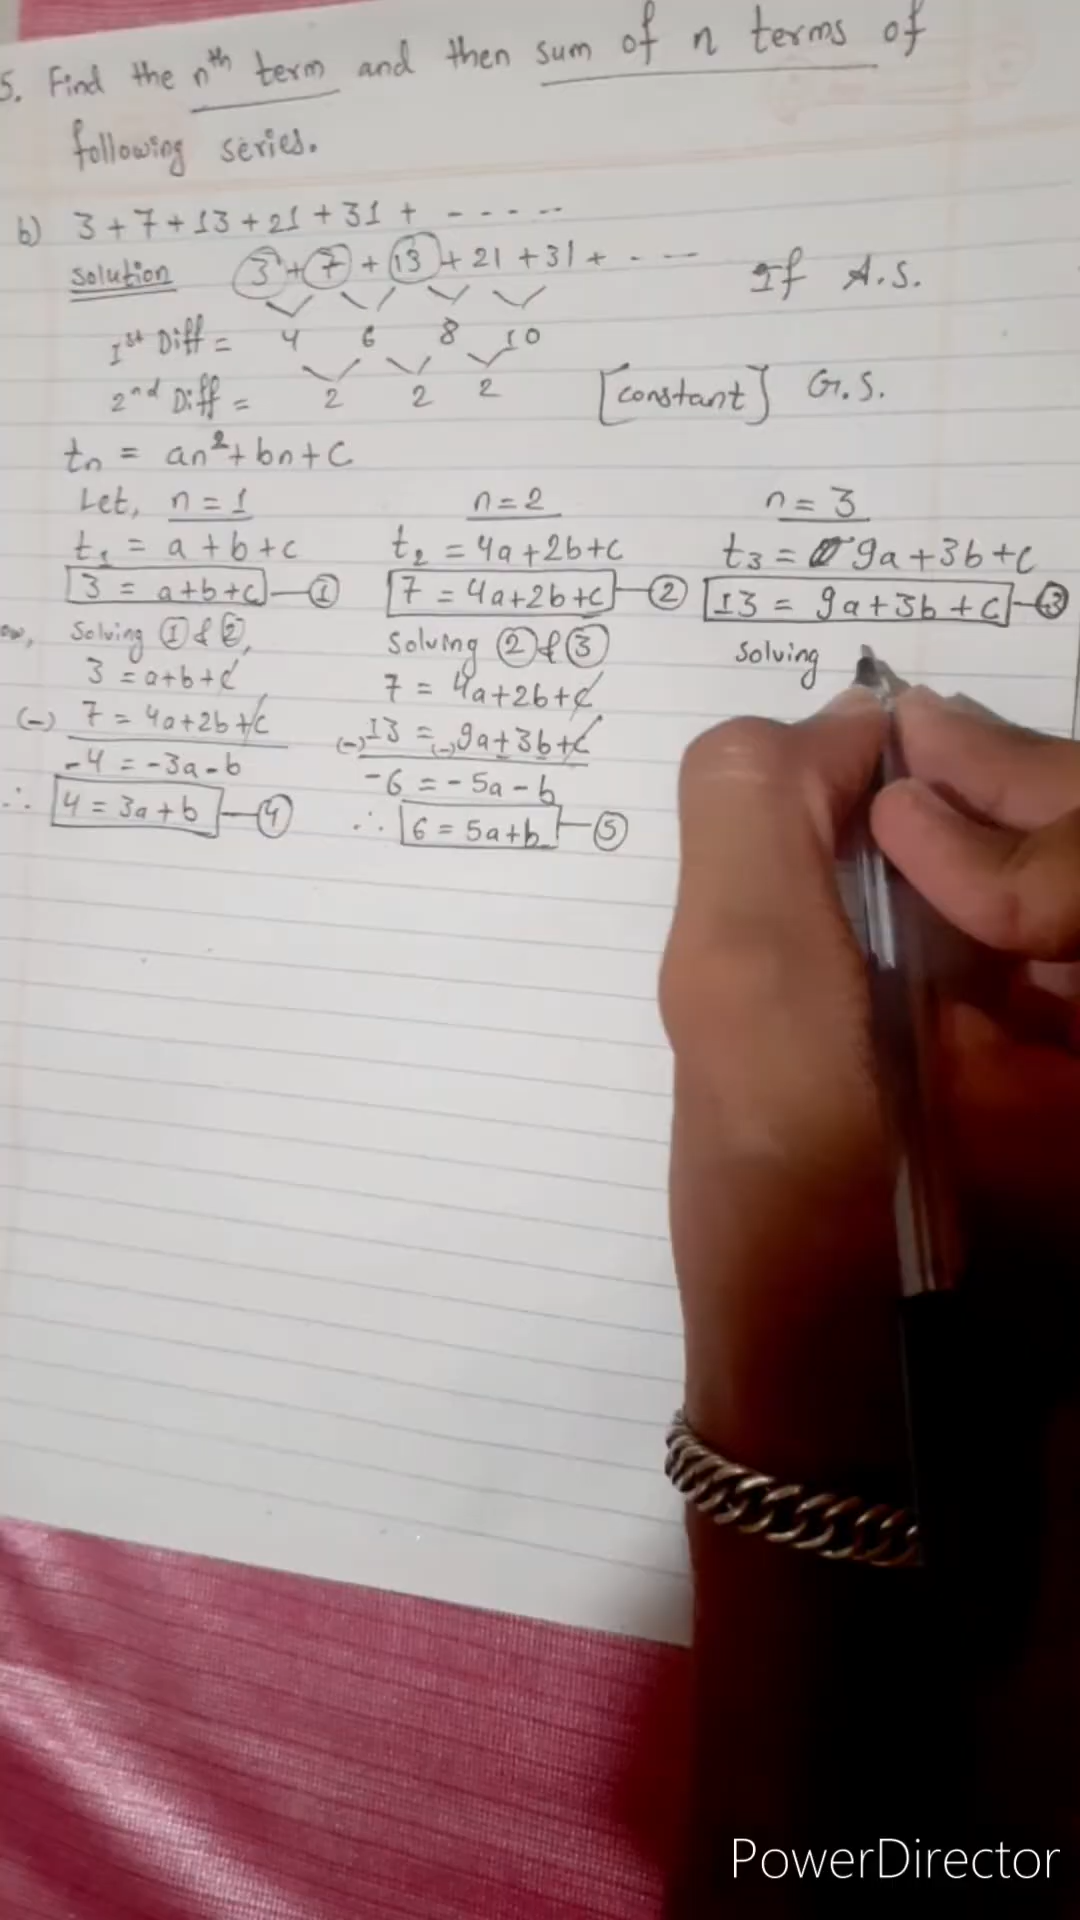 5. Find the nth term and then sum of n terms of
following series.
b) 3+7+13+21+31+-----
Solution 3+7+13+21+31+---
If A.S.
1st Diff = 4 6 8 10
2nd Diff = 2 2 2 [constant] G.S.
tn = an²+bn+c
Let, n=1 n=2 n=3
t1 = a+b+c t2 = 4a+2b+c t3 = 9a+3b+c
3 = a+b+c ① 7 = 4a+2b+c ② 13 = 9a+3b+c ③
Solving ① & ②, Solving ② & ③ Solving
3 = a+b+c 7 = 4a+2b+c
(-) 7 = 4a+2b+c (-) 13 = (-) 9a+3b+c
-4 = -3a-b -6 = -5a-b
∴ 4 = 3a+b ④ ∴ 6 = 5a+b ⑤
PowerDirector